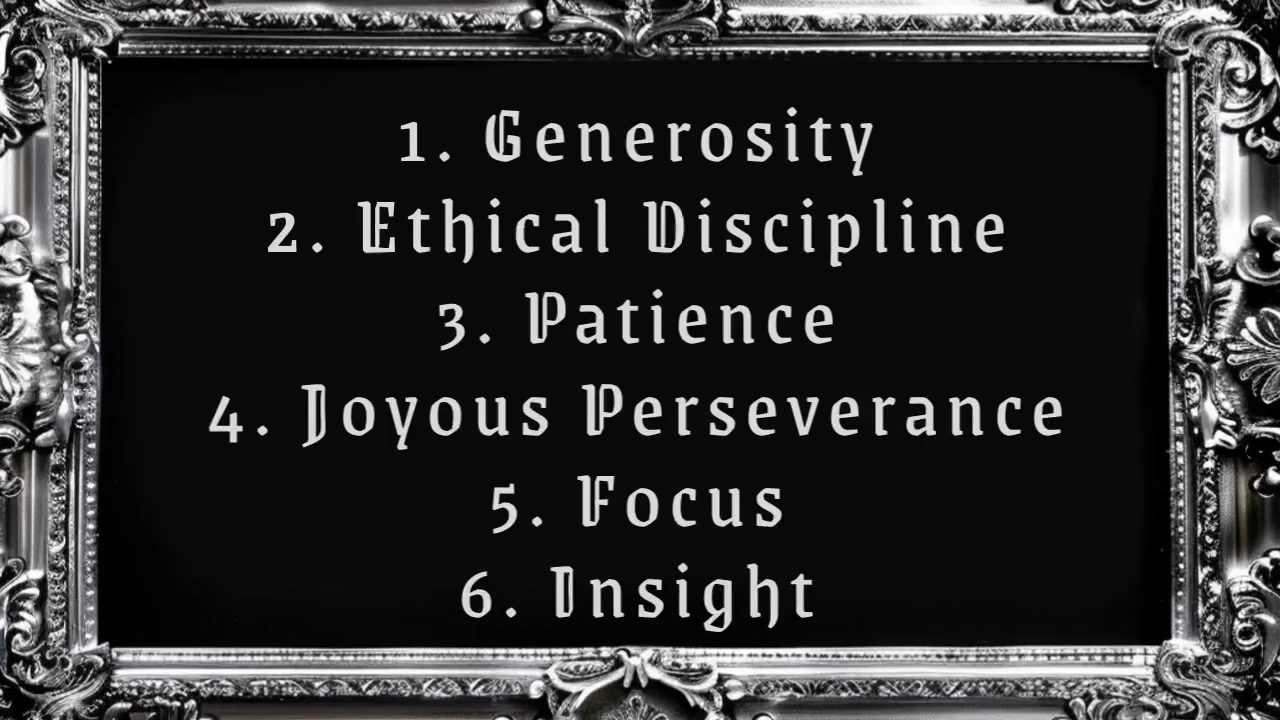 1. Generosity
2. Ethical Discipline
3. Patience
4. Joyous Perseverance
5. Focus
6. Insight